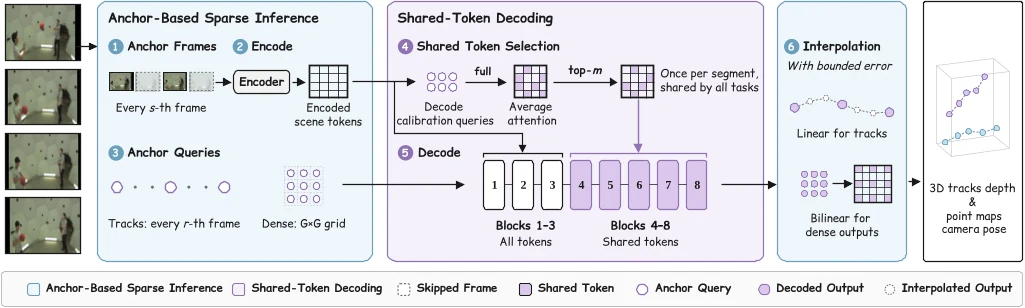 Anchor-Based Sparse Inference
1 Anchor Frames
2 Encode
Encoder
Every s-th frame
Encoded
scene tokens
3 Anchor Queries
Tracks: every r-th frame
Dense: G×G grid
Shared-Token Decoding
4 Shared Token Selection
full
top-m
Decode
calibration queries
Average
attention
Once per segment,
shared by all tasks
5 Decode
1 2 3 4 5 6 7 8
Blocks 1–3
All tokens
Blocks 4–8
Shared tokens
6 Interpolation
With bounded error
Linear for tracks
Bilinear for
dense outputs
3D tracks depth
&
point maps
camera pose
Anchor-Based Sparse Inference
Shared-Token Decoding
Skipped Frame
Shared Token
Anchor Query
Decoded Output
Interpolated Output